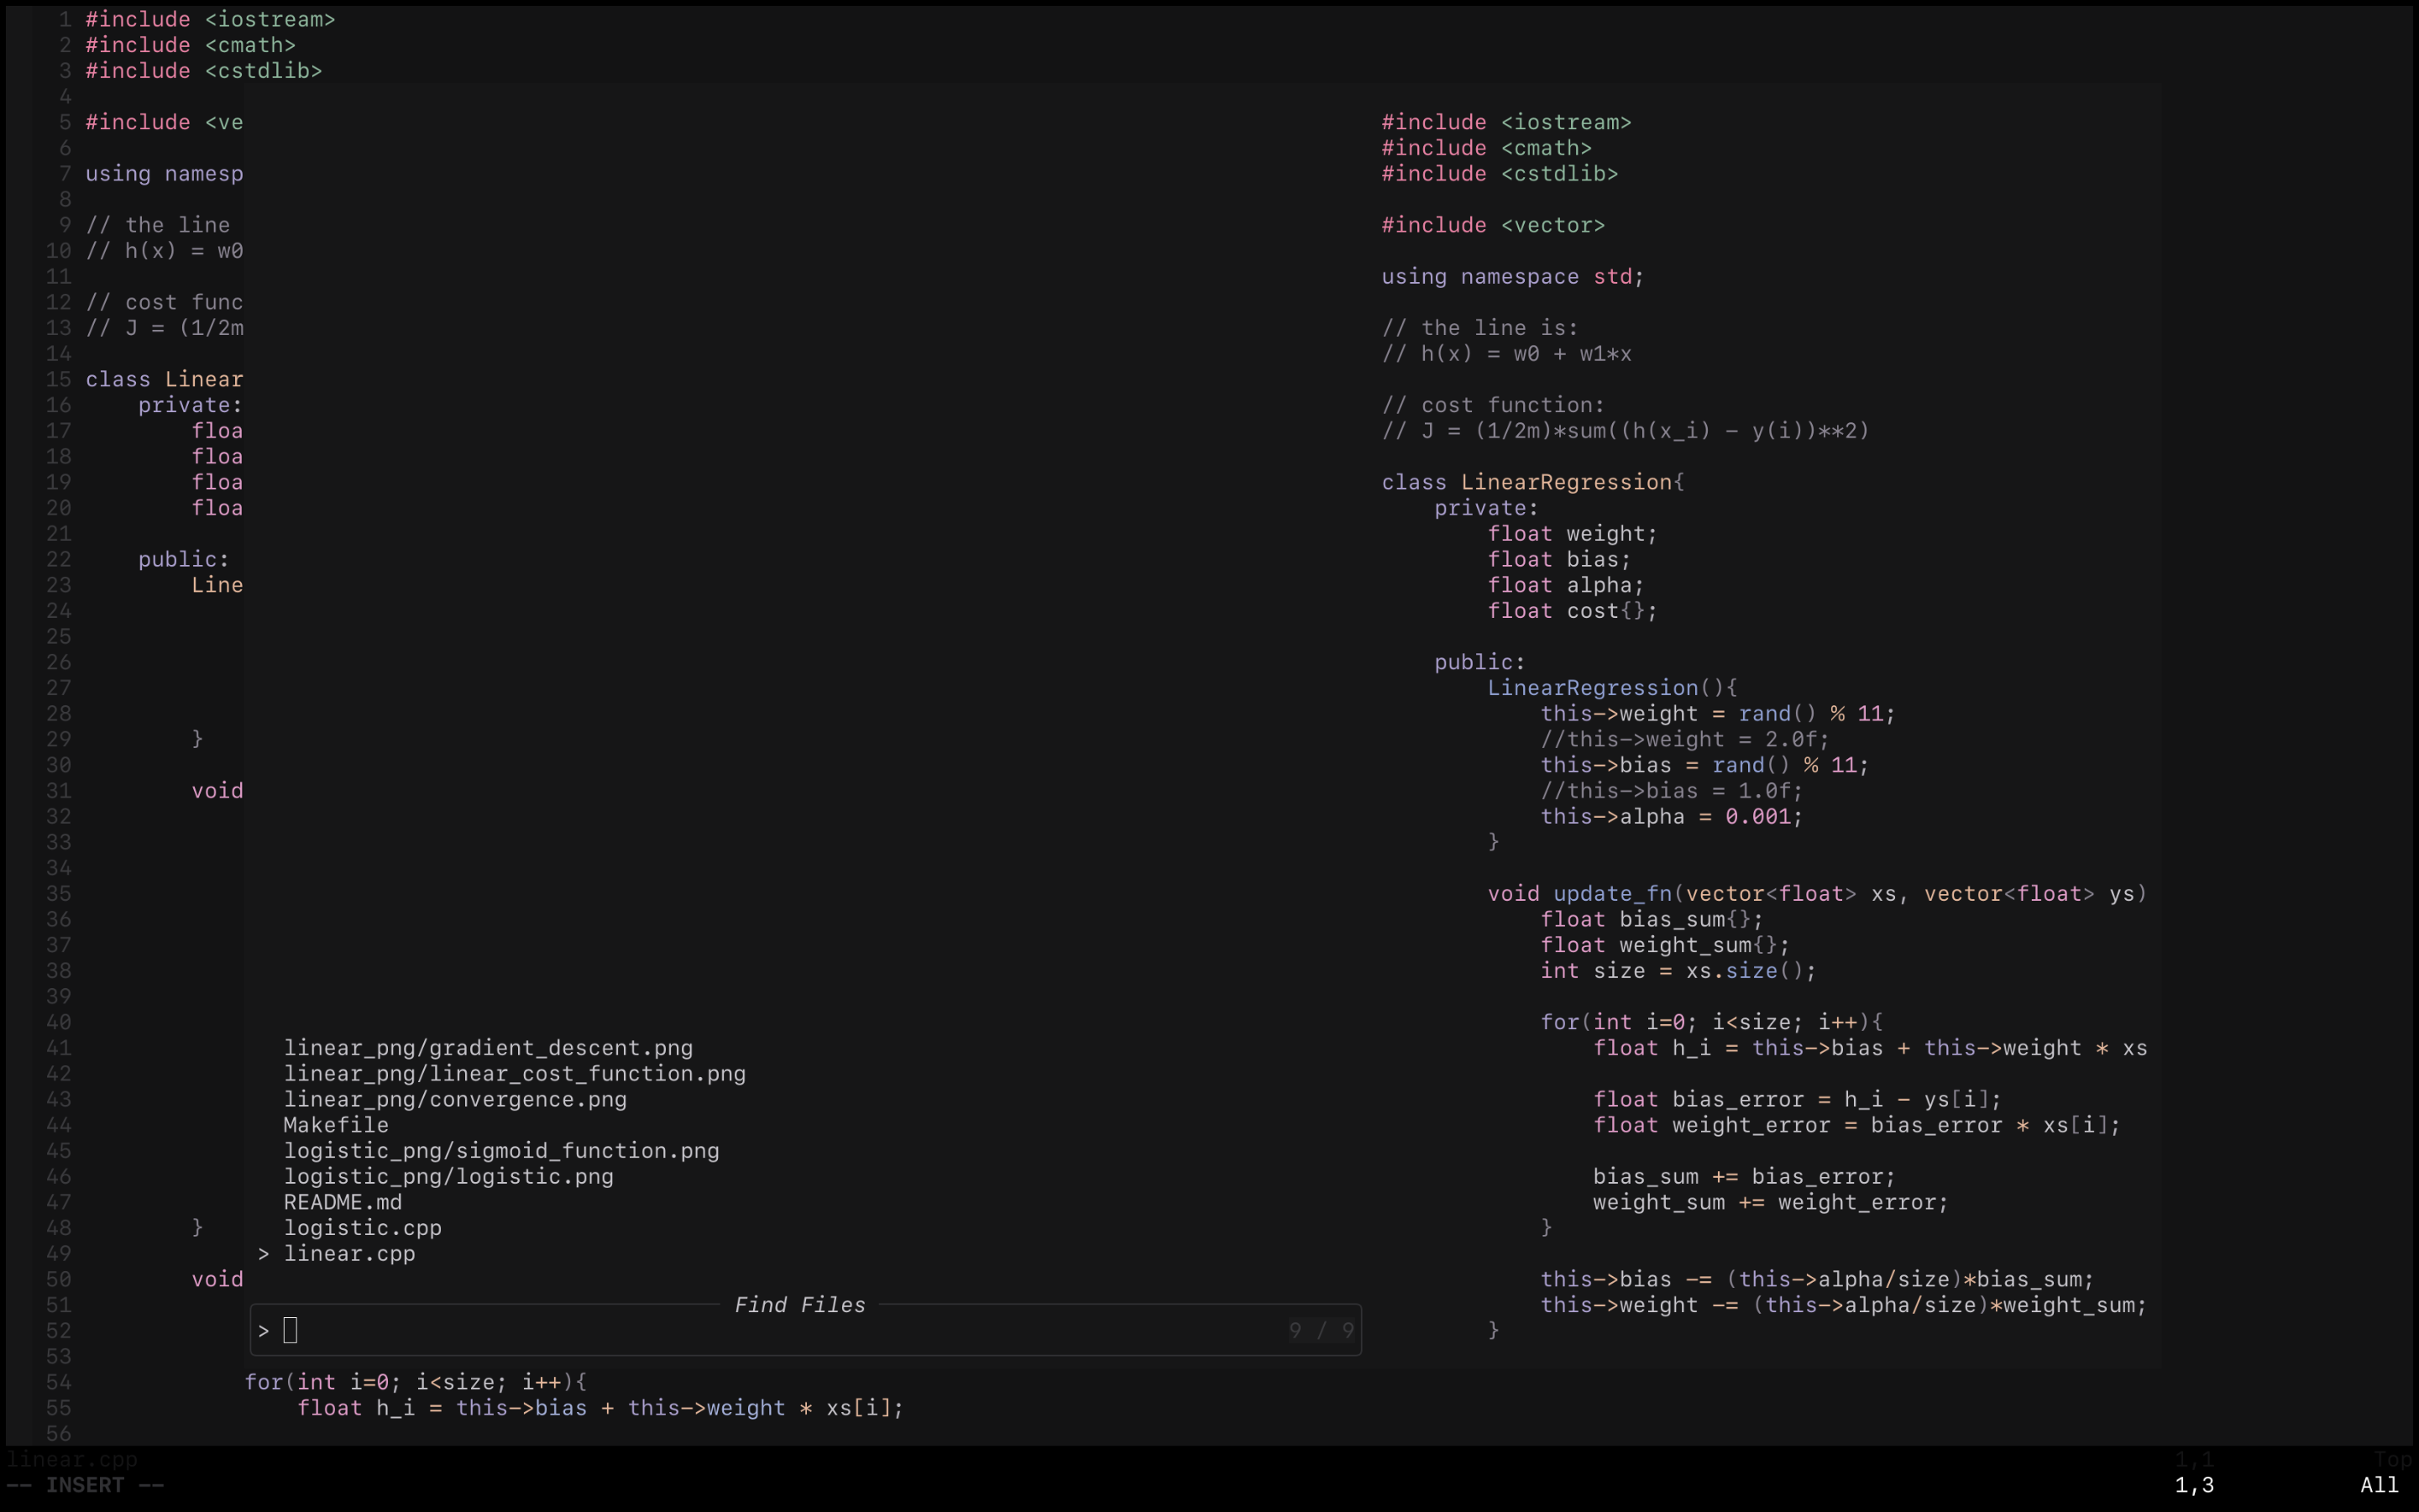 1 #include <iostream>
2 #include <cmath>
3 #include <cstdlib>
4
5 #include <ve
6
7 using namesp
8
9 // the line
10 // h(x) = w0
11
12 // cost func
13 // J = (1/2m
14
15 class Linear
16     private:
17         floa
18         floa
19         floa
20         floa
21
22     public:
23         Line
24
25
26
27
28
29         }
30
31         void
32
33
34
35
36
37
38
39
40
41
42
43
44
45
46
47
48         }
49
50         void
51
52
53
54             for(int i=0; i<size; i++){
55                 float h_i = this->bias + this->weight * xs[i];
56
linear_png/gradient_descent.png
linear_png/linear_cost_function.png
linear_png/convergence.png
Makefile
logistic_png/sigmoid_function.png
logistic_png/logistic.png
README.md
logistic.cpp
> linear.cpp
Find Files
> 9 / 9
#include <iostream>
#include <cmath>
#include <cstdlib>
#include <vector>
using namespace std;
// the line is:
// h(x) = w0 + w1*x
// cost function:
// J = (1/2m)*sum((h(x_i) - y(i))**2)
class LinearRegression{
    private:
        float weight;
        float bias;
        float alpha;
        float cost{};
    public:
        LinearRegression(){
            this->weight = rand() % 11;
            //this->weight = 2.0f;
            this->bias = rand() % 11;
            //this->bias = 1.0f;
            this->alpha = 0.001;
        }
        void update_fn(vector<float> xs, vector<float> ys)
            float bias_sum{};
            float weight_sum{};
            int size = xs.size();
            for(int i=0; i<size; i++){
                float h_i = this->bias + this->weight * xs
                float bias_error = h_i - ys[i];
                float weight_error = bias_error * xs[i];
                bias_sum += bias_error;
                weight_sum += weight_error;
            }
            this->bias -= (this->alpha/size)*bias_sum;
            this->weight -= (this->alpha/size)*weight_sum;
        }
linear.cpp 1,1 Top
-- INSERT -- 1,3 All